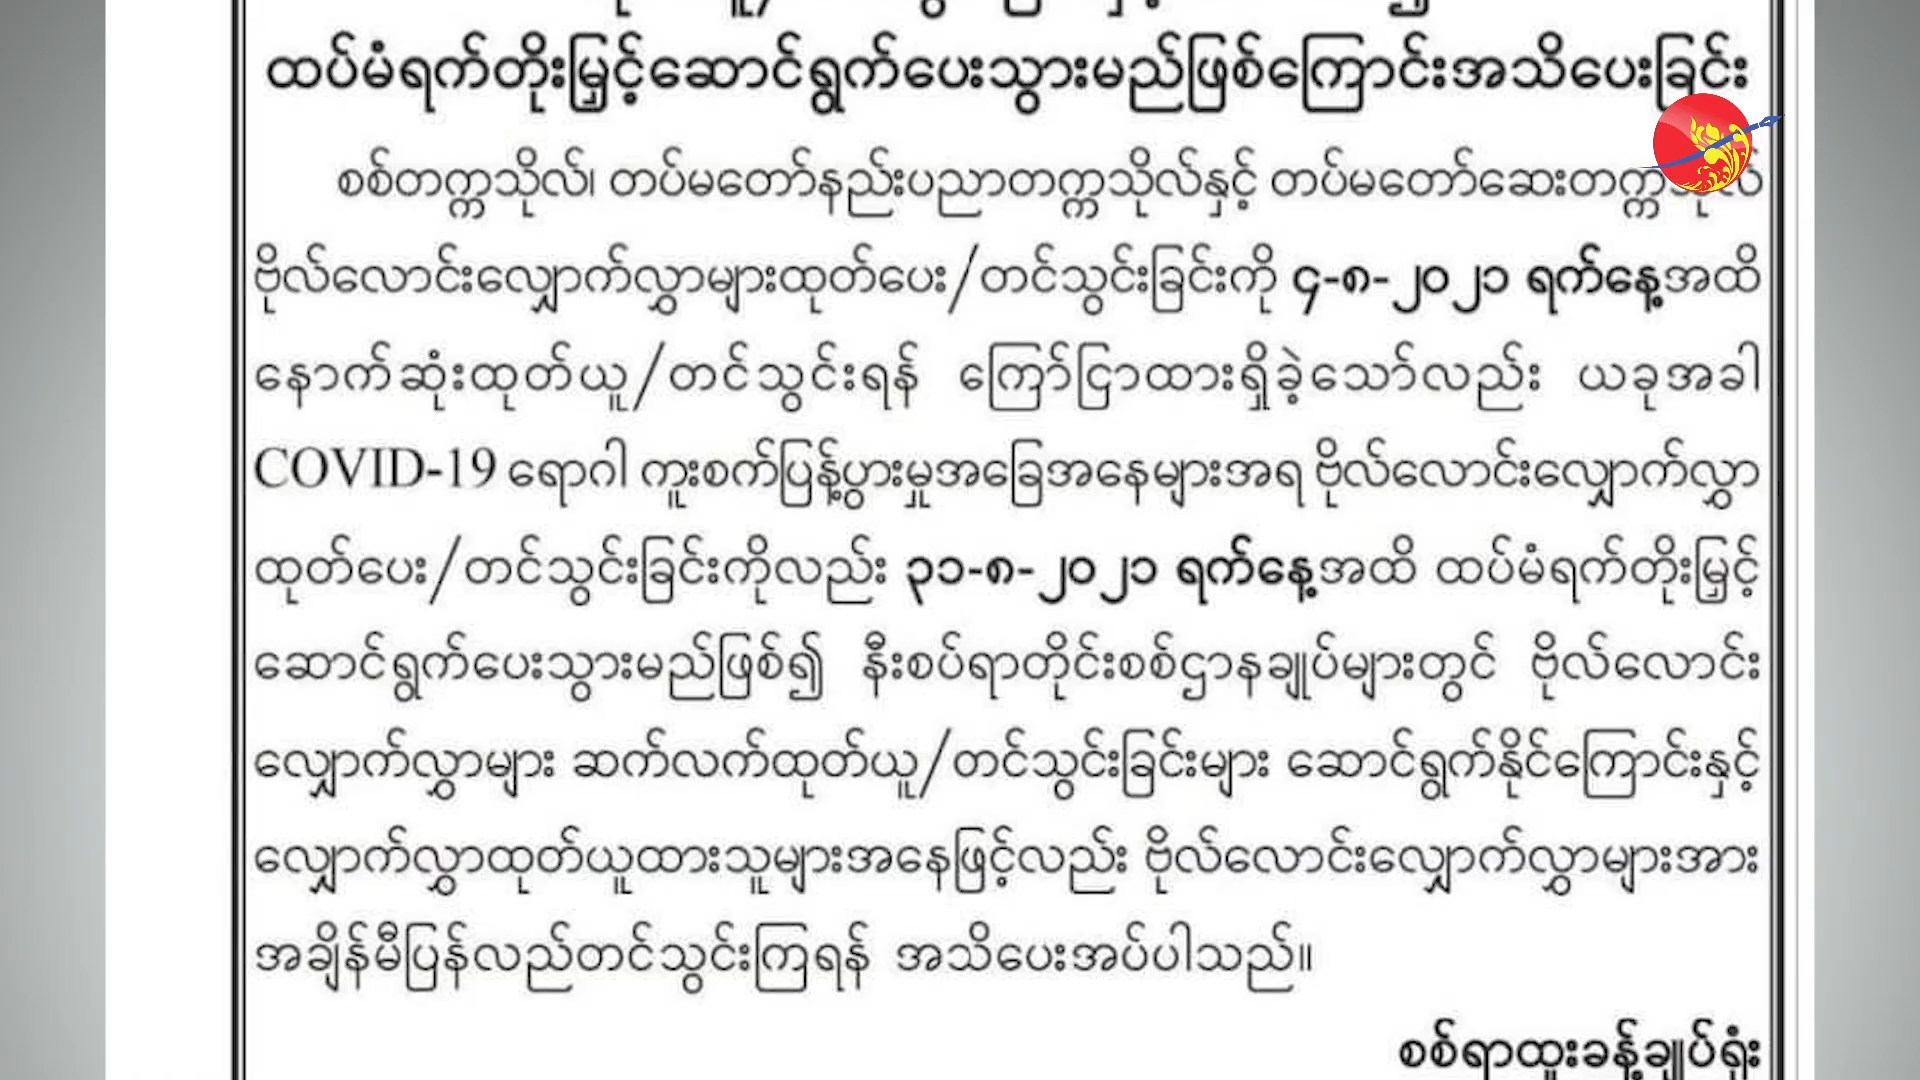 ထပ်မံရက်တိုးမြှင့်ဆောင်ရွက်ပေးသွားမည်ဖြစ်ကြောင်းအသိပေးခြင်း
စစ်တက္ကသိုလ်၊ တပ်မတော်နည်းပညာတက္ကသိုလ်နှင့် တပ်မတော်ဆေးတက္ကသိုလ်
ဗိုလ်လောင်းလျှောက်လွှာများထုတ်ပေး/တင်သွင်းခြင်းကို ၄-၈-၂၀၂၁ ရက်နေ့အထိ
နောက်ဆုံးထုတ်ယူ/တင်သွင်းရန် ကြော်ငြာထားရှိခဲ့သော်လည်း ယခုအခါ
COVID-19 ရောဂါ ကူးစက်ပြန့်ပွားမှုအခြေအနေများအရ ဗိုလ်လောင်းလျှောက်လွှာ
ထုတ်ပေး/တင်သွင်းခြင်းကိုလည်း ၃၁-၈-၂၀၂၁ ရက်နေ့အထိ ထပ်မံရက်တိုးမြှင့်
ဆောင်ရွက်ပေးသွားမည်ဖြစ်၍ နီးစပ်ရာတိုင်းစစ်ဌာနချုပ်များတွင် ဗိုလ်လောင်း
လျှောက်လွှာများ ဆက်လက်ထုတ်ယူ/တင်သွင်းခြင်းများ ဆောင်ရွက်နိုင်ကြောင်းနှင့်
လျှောက်လွှာထုတ်ယူထားသူများအနေဖြင့်လည်း ဗိုလ်လောင်းလျှောက်လွှာများအား
အချိန်မီပြန်လည်တင်သွင်းကြရန် အသိပေးအပ်ပါသည်။
စစ်ရာထူးခန့်ချုပ်ရုံး